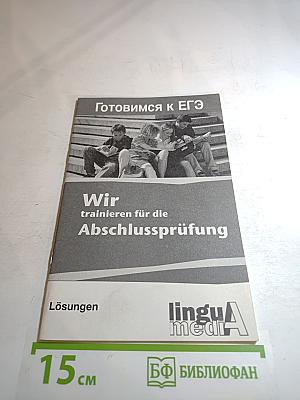 Готовимся к ЕГЭ
Wir
trainieren für die
Abschlussprüfung
Lösungen
linguA
mediA
15 см
БФ БИБЛИОФАН